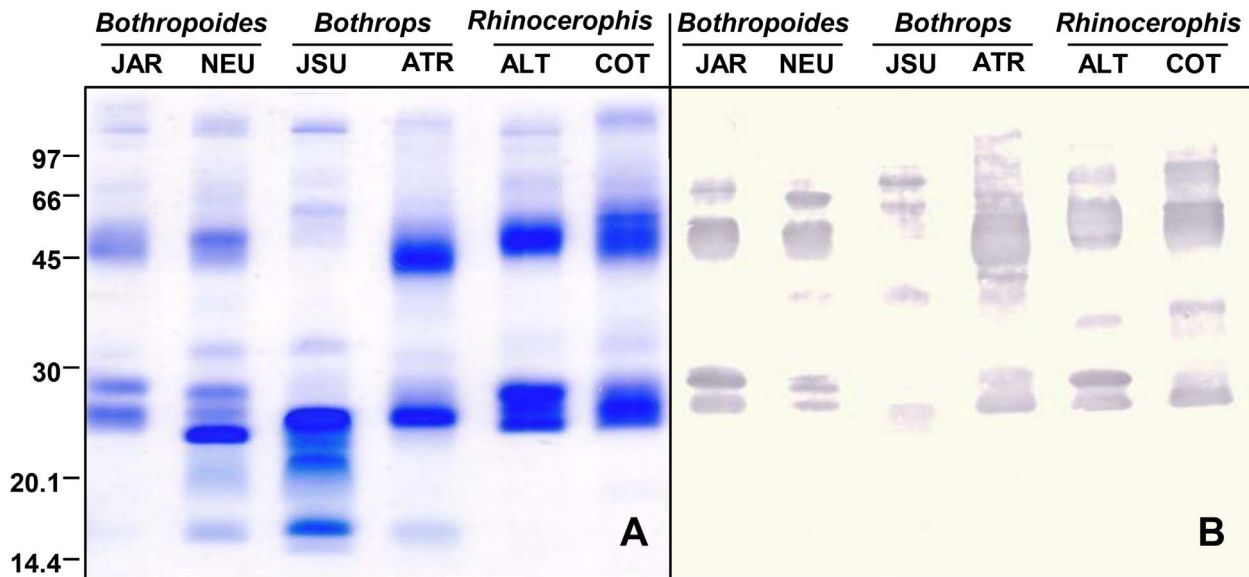 Bothropoides Bothrops Rhinocerophis Bothropoides Bothrops Rhinocerophis
JAR NEU JSU ATR ALT COT JAR NEU JSU ATR ALT COT
97
66
45
30
20.1
14.4
A B